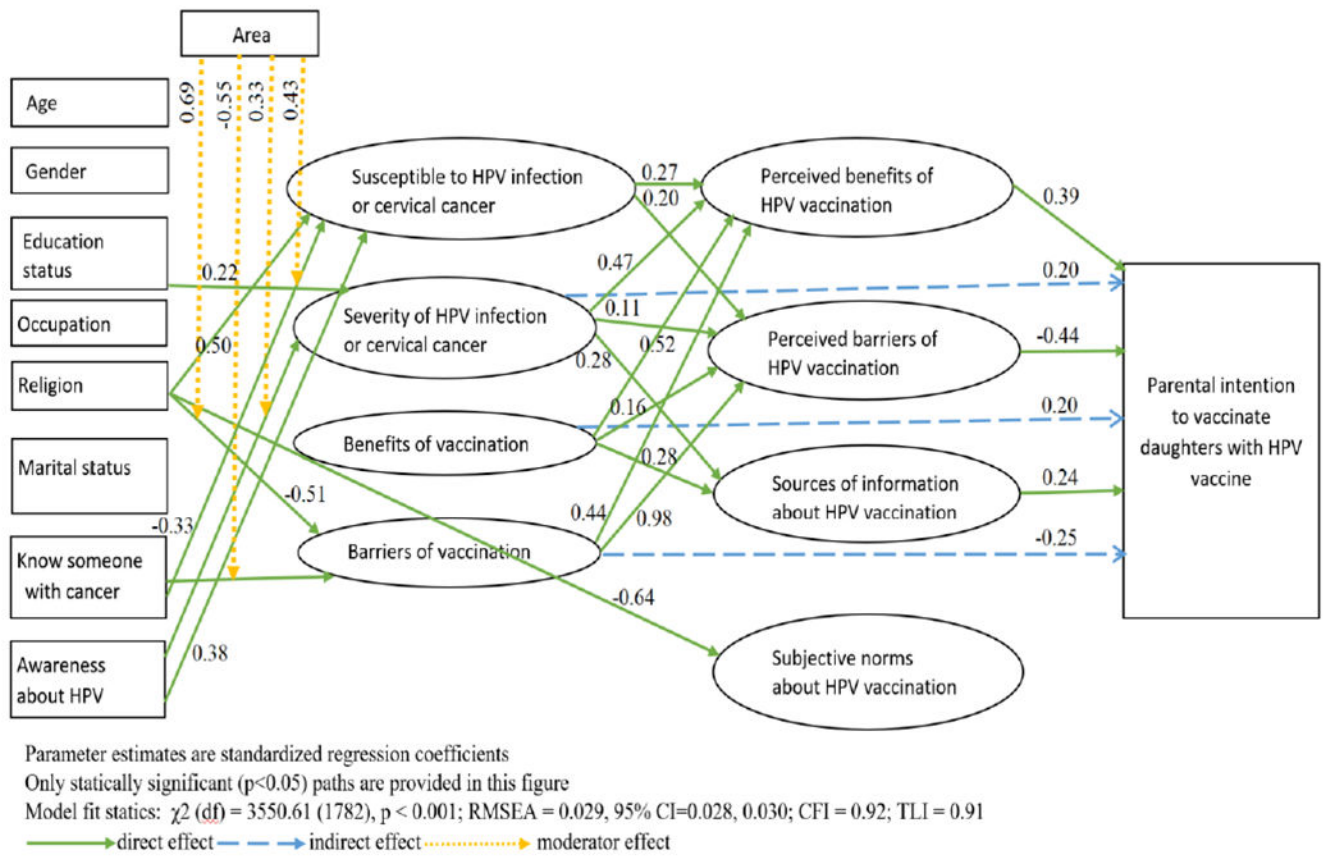 Area
0.69
-0.55
0.33
0.43
Age
Gender
Education
status
Occupation
Religion
Marital status
Know someone
with cancer
Awareness
about HPV
0.22
0.50
-0.51
-0.33
0.38
-0.64
Susceptible to HPV infection
or cervical cancer
Severity of HPV infection
or cervical cancer
Benefits of vaccination
Barriers of vaccination
0.27
0.20
0.47
0.11
0.28
0.52
0.16
0.28
0.44
0.98
Perceived benefits of
HPV vaccination
Perceived barriers of
HPV vaccination
Sources of information
about HPV vaccination
Subjective norms
about HPV vaccination
0.39
0.20
-0.44
0.20
0.24
-0.25
Parental intention
to vaccinate
daughters with HPV
vaccine
Parameter estimates are standardized regression coefficients
Only statically significant (p<0.05) paths are provided in this figure
Model fit statics: χ2 (df) = 3550.61 (1782), p < 0.001; RMSEA = 0.029, 95% CI=0.028, 0.030; CFI = 0.92; TLI = 0.91
direct effect indirect effect moderator effect